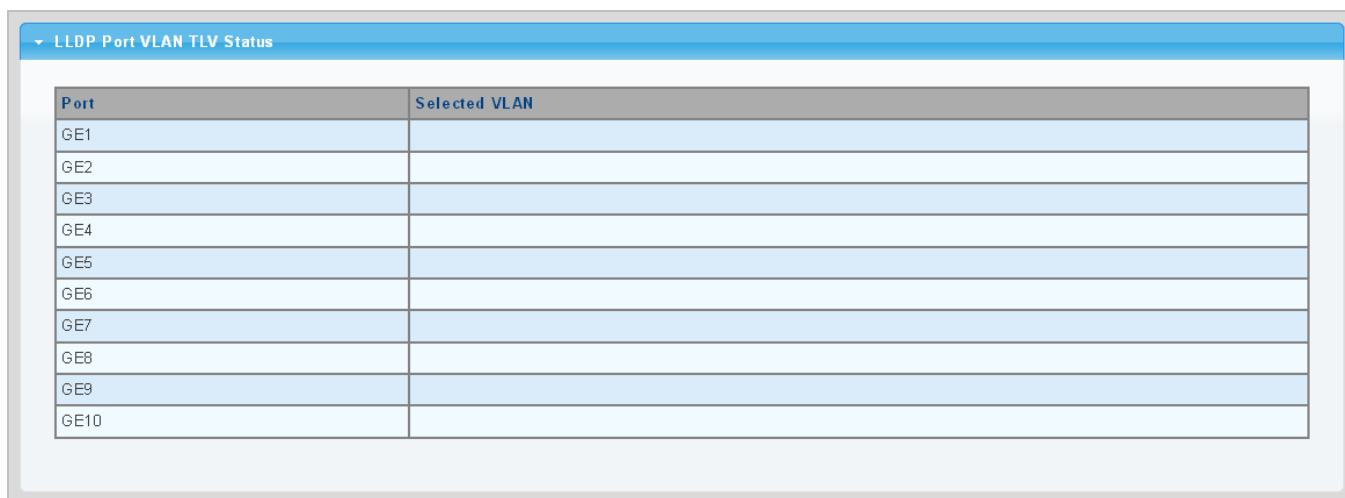 LLDP Port VLAN TLV Status
Port Selected VLAN
GE1
GE2
GE3
GE4
GE5
GE6
GE7
GE8
GE9
GE10